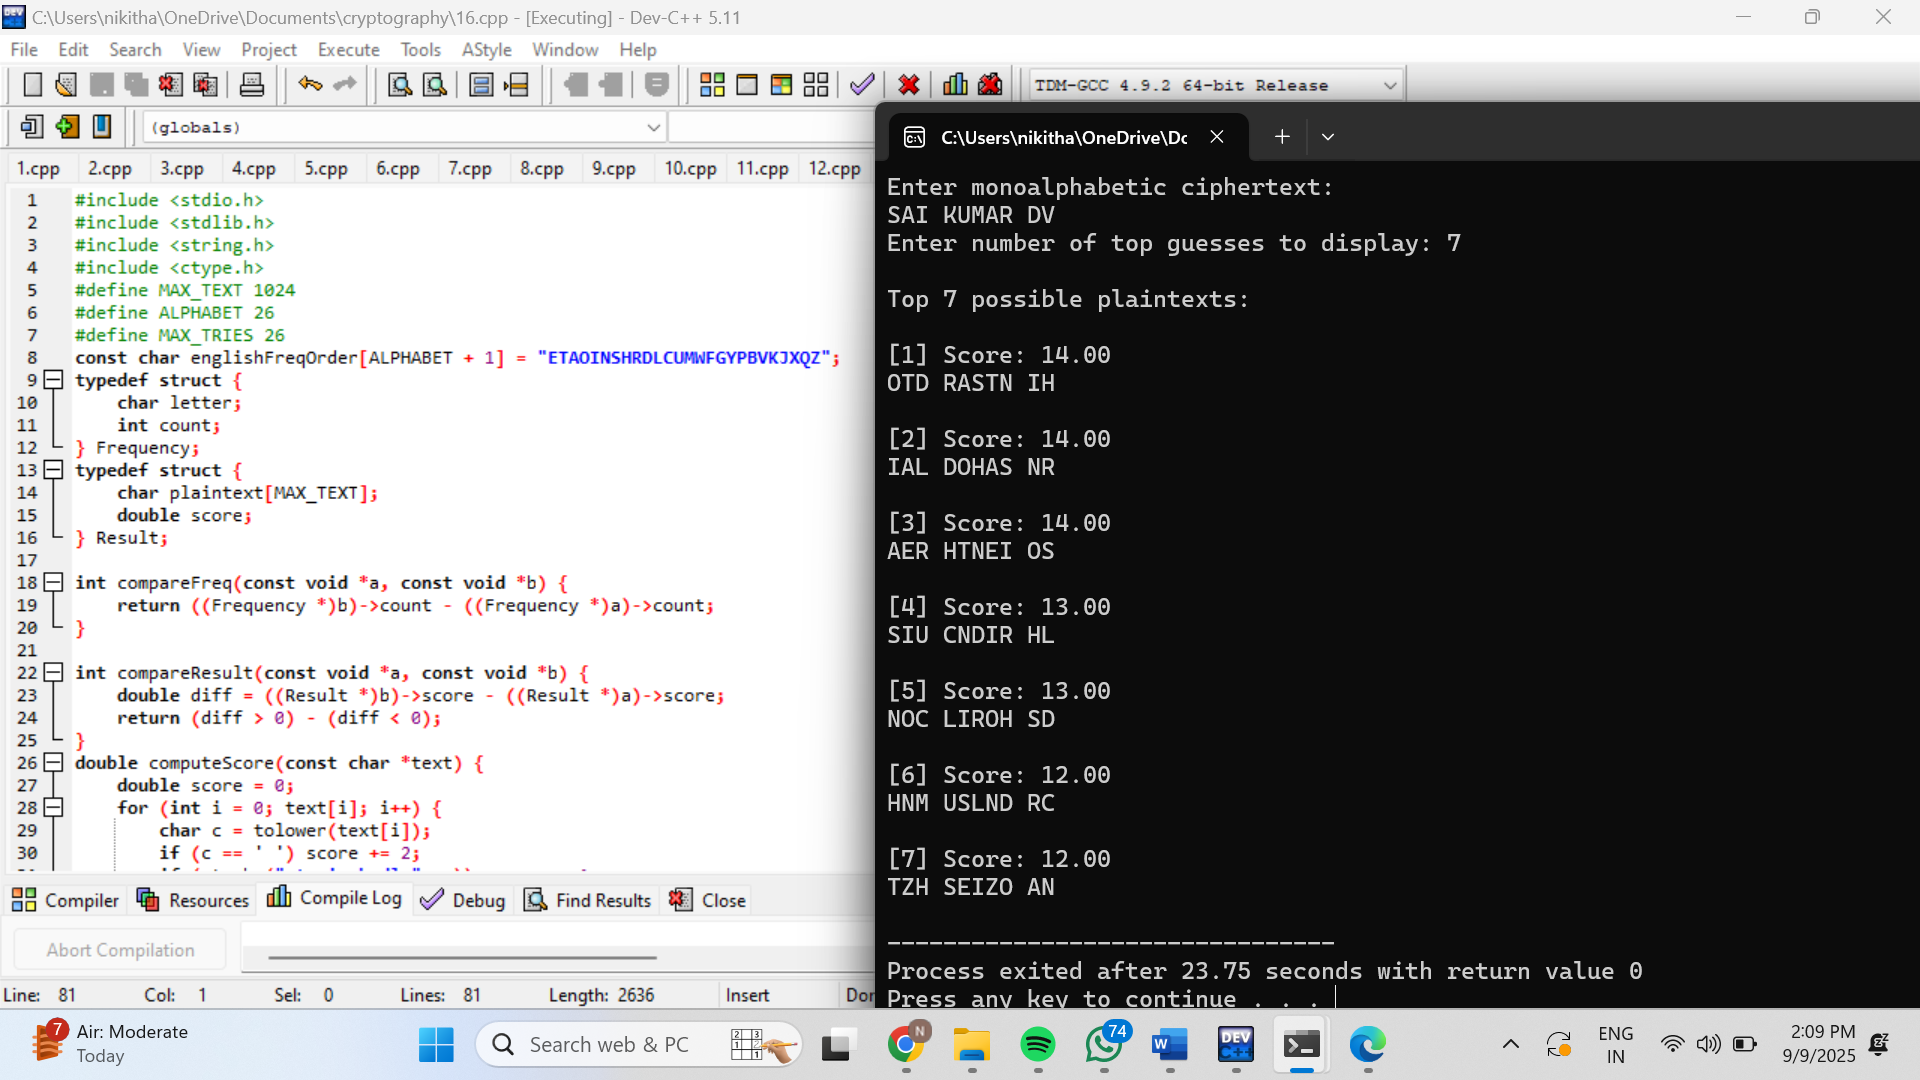 C:\Users\nikitha\OneDrive\Documents\cryptography\16.cpp - [Executing] - Dev-C++ 5.11
File Edit Search View Project Execute Tools AStyle Window Help
TDM-GCC 4.9.2 64-bit Release
(globals)
1.cpp 2.cpp 3.cpp 4.cpp 5.cpp 6.cpp 7.cpp 8.cpp 9.cpp 10.cpp 11.cpp 12.cpp
1 #include <stdio.h>
2 #include <stdlib.h>
3 #include <string.h>
4 #include <ctype.h>
5 #define MAX_TEXT 1024
6 #define ALPHABET 26
7 #define MAX_TRIES 26
8 const char englishFreqOrder[ALPHABET + 1] = "ETAOINSHRDLCUMWFGYPBVKJXQZ";
9 typedef struct {
10 char letter;
11 int count;
12 } Frequency;
13 typedef struct {
14 char plaintext[MAX_TEXT];
15 double score;
16 } Result;
17
18 int compareFreq(const void *a, const void *b) {
19 return ((Frequency *)b)->count - ((Frequency *)a)->count;
20 }
21
22 int compareResult(const void *a, const void *b) {
23 double diff = ((Result *)b)->score - ((Result *)a)->score;
24 return (diff > 0) - (diff < 0);
25 }
26 double computeScore(const char *text) {
27 double score = 0;
28 for (int i = 0; text[i]; i++) {
29 char c = tolower(text[i]);
30 if (c == ' ') score += 2;
Compiler Resources Compile Log Debug Find Results Close
Abort Compilation
Line: 81 Col: 1 Sel: 0 Lines: 81 Length: 2636 Insert Dor
C:\Users\nikitha\OneDrive\Dc
Enter monoalphabetic ciphertext:
SAI KUMAR DV
Enter number of top guesses to display: 7
Top 7 possible plaintexts:
[1] Score: 14.00
OTD RASTN IH
[2] Score: 14.00
IAL DOHAS NR
[3] Score: 14.00
AER HTNEI OS
[4] Score: 13.00
SIU CNDIR HL
[5] Score: 13.00
NOC LIROH SD
[6] Score: 12.00
HNM USLND RC
[7] Score: 12.00
TZH SEIZO AN
--------------------------------
Process exited after 23.75 seconds with return value 0
Press any key to continue . . .
7 Air: Moderate
Today
Search web & PC
N
74
W
DEV
C++
ENG
IN
2:09 PM
9/9/2025